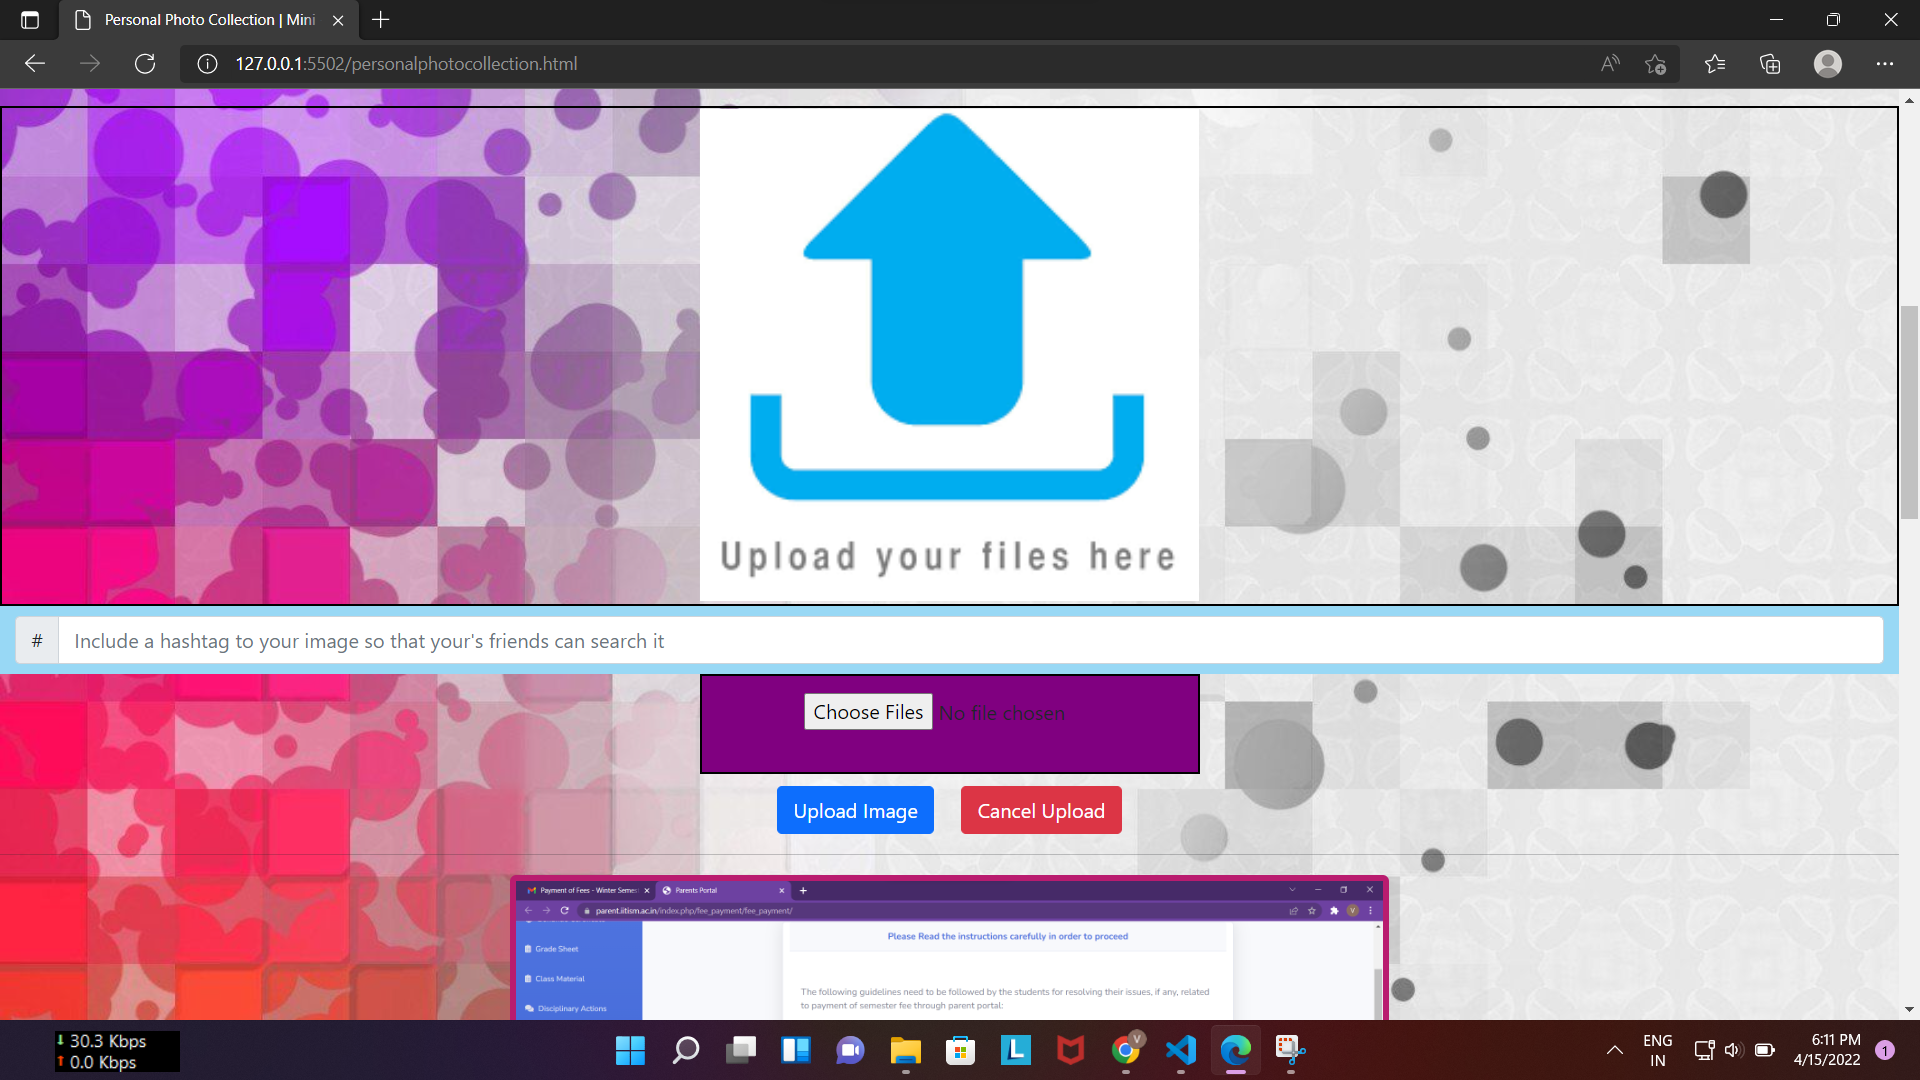 Personal Photo Collection | Mini
127.0.0.1:5502/personalphotocollection.html
Upload your files here
# Include a hashtag to your image so that your's friends can search it
Choose Files No file chosen
Upload Image Cancel Upload
Payment of Fees - Winter Semes Parents Portal
parent.iitism.ac.in/index.php/fee_payment/fee_payment/
Please Read the instructions carefully in order to proceed
Grade Sheet
Class Material
The following guidelines need to be followed by the students for resolving their issues, if any, related
to payment of semester fee through parent portal:
Disciplinary Actions
30.3 Kbps
0.0 Kbps
ENG
IN
6:11 PM
4/15/2022
1